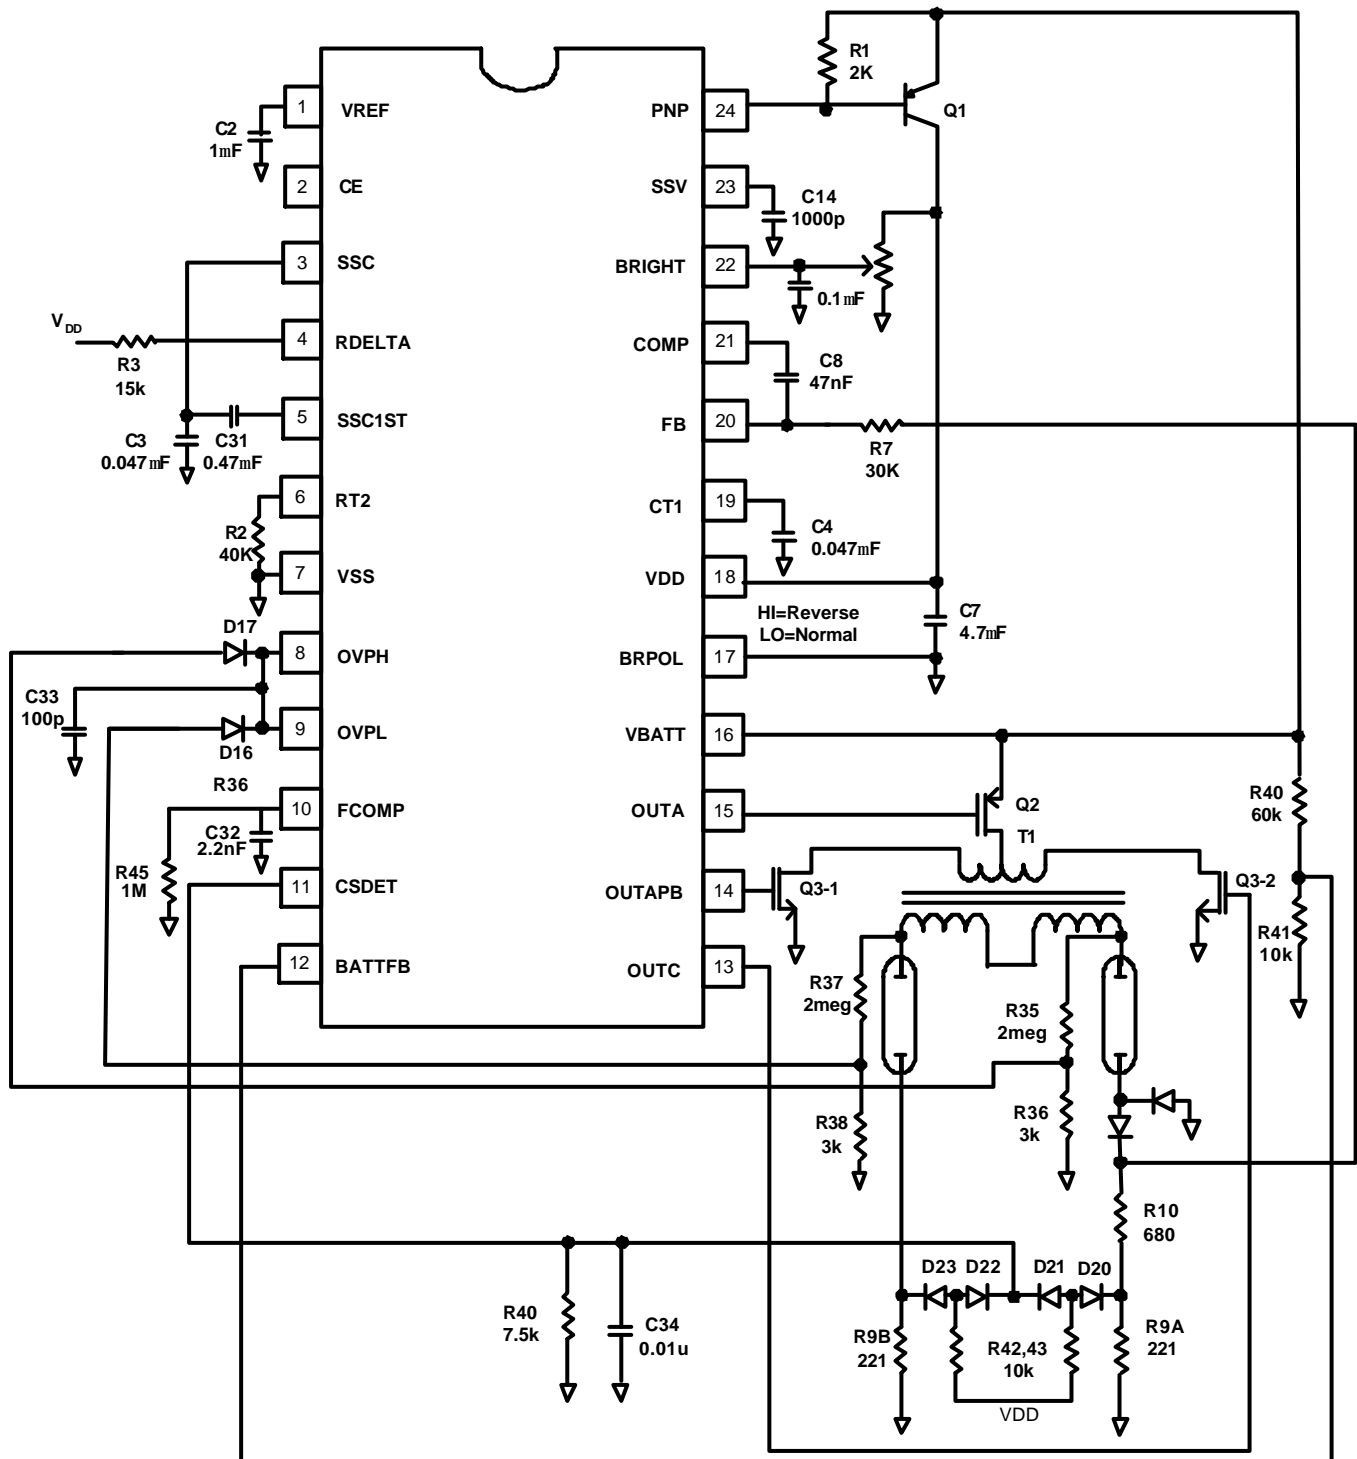 R1
2K
1
VREF
PNP
24
Q1
C2
1mF
2
CE
SSV
23
C14
1000p
3
SSC
BRIGHT
22
0.1mF
VDD
R3
15k
4
RDELTA
COMP
21
C8
47nF
5
SSC1ST
FB
20
R7
30K
C3
0.047mF
C31
0.47mF
6
RT2
CT1
19
C4
0.047mF
R2
40K
7
VSS
VDD
18
HI=Reverse
LO=Normal
C7
4.7mF
D17
8
OVPH
BRPOL
17
C33
100p
D16
9
OVPL
VBATT
16
R36
10
FCOMP
OUTA
15
Q2
T1
R40
60k
C32
2.2nF
R45
1M
11
CSDET
OUTAPB
14
Q3-1
Q3-2
R41
10k
12
BATTFB
OUTC
13
R37
2meg
R35
2meg
R38
3k
R36
3k
R10
680
D23
D22
D21
D20
R40
7.5k
C34
0.01u
R9B
221
R42,43
10k
R9A
221
VDD